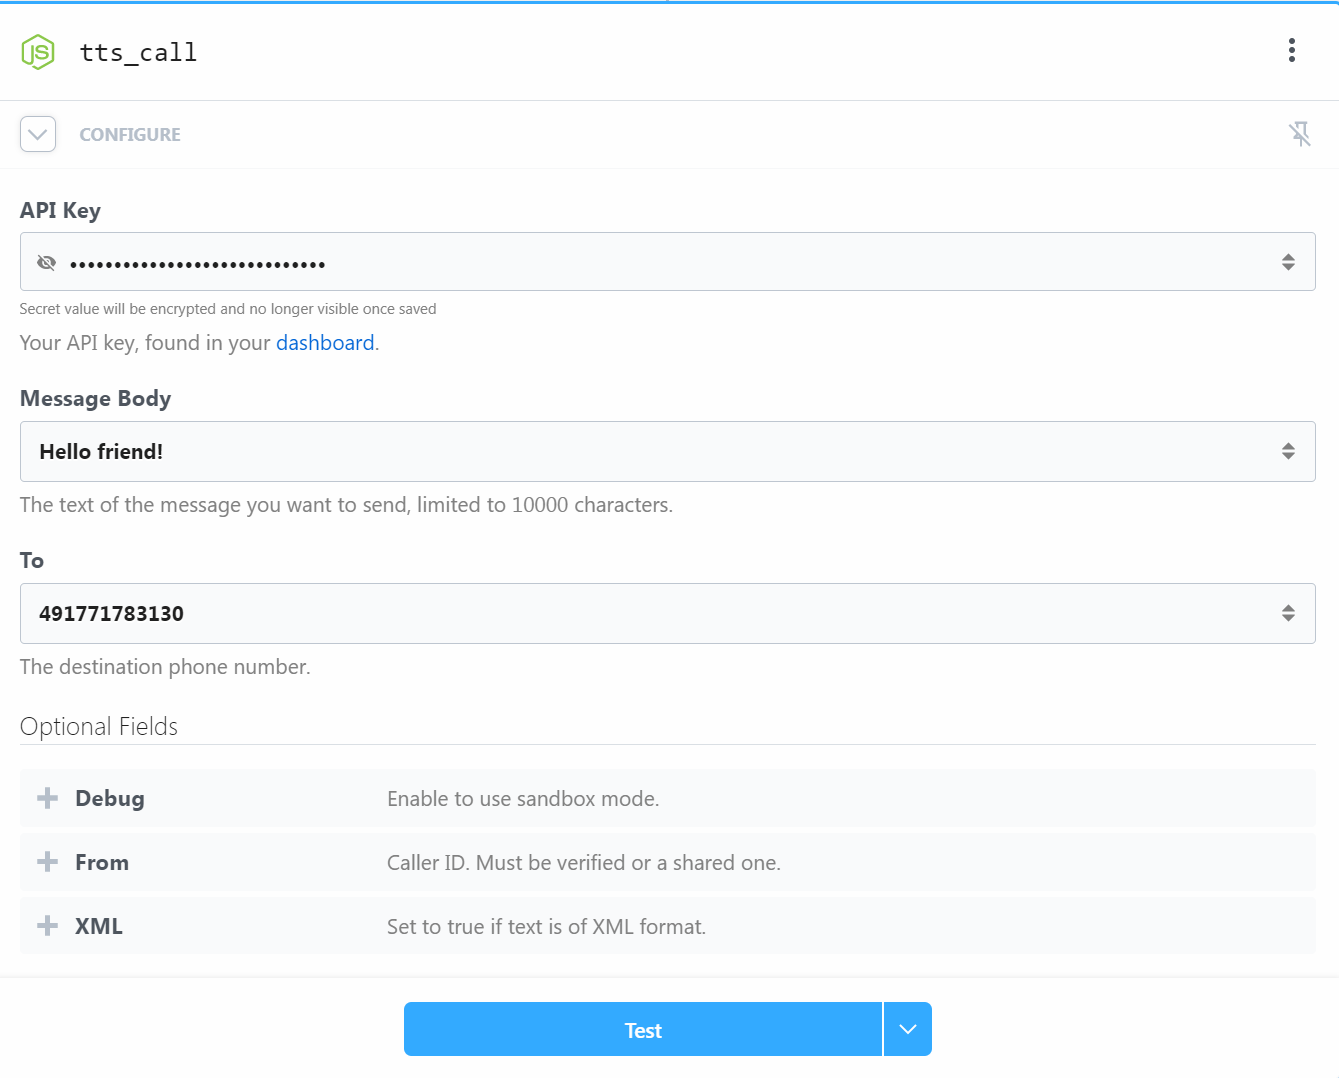 JS tts_call
CONFIGURE
API Key
•••••••••••••••••••••••••••••
Secret value will be encrypted and no longer visible once saved
Your API key, found in your dashboard.
Message Body
Hello friend!
The text of the message you want to send, limited to 10000 characters.
To
491771783130
The destination phone number.
Optional Fields
Debug Enable to use sandbox mode.
From Caller ID. Must be verified or a shared one.
XML Set to true if text is of XML format.
Test